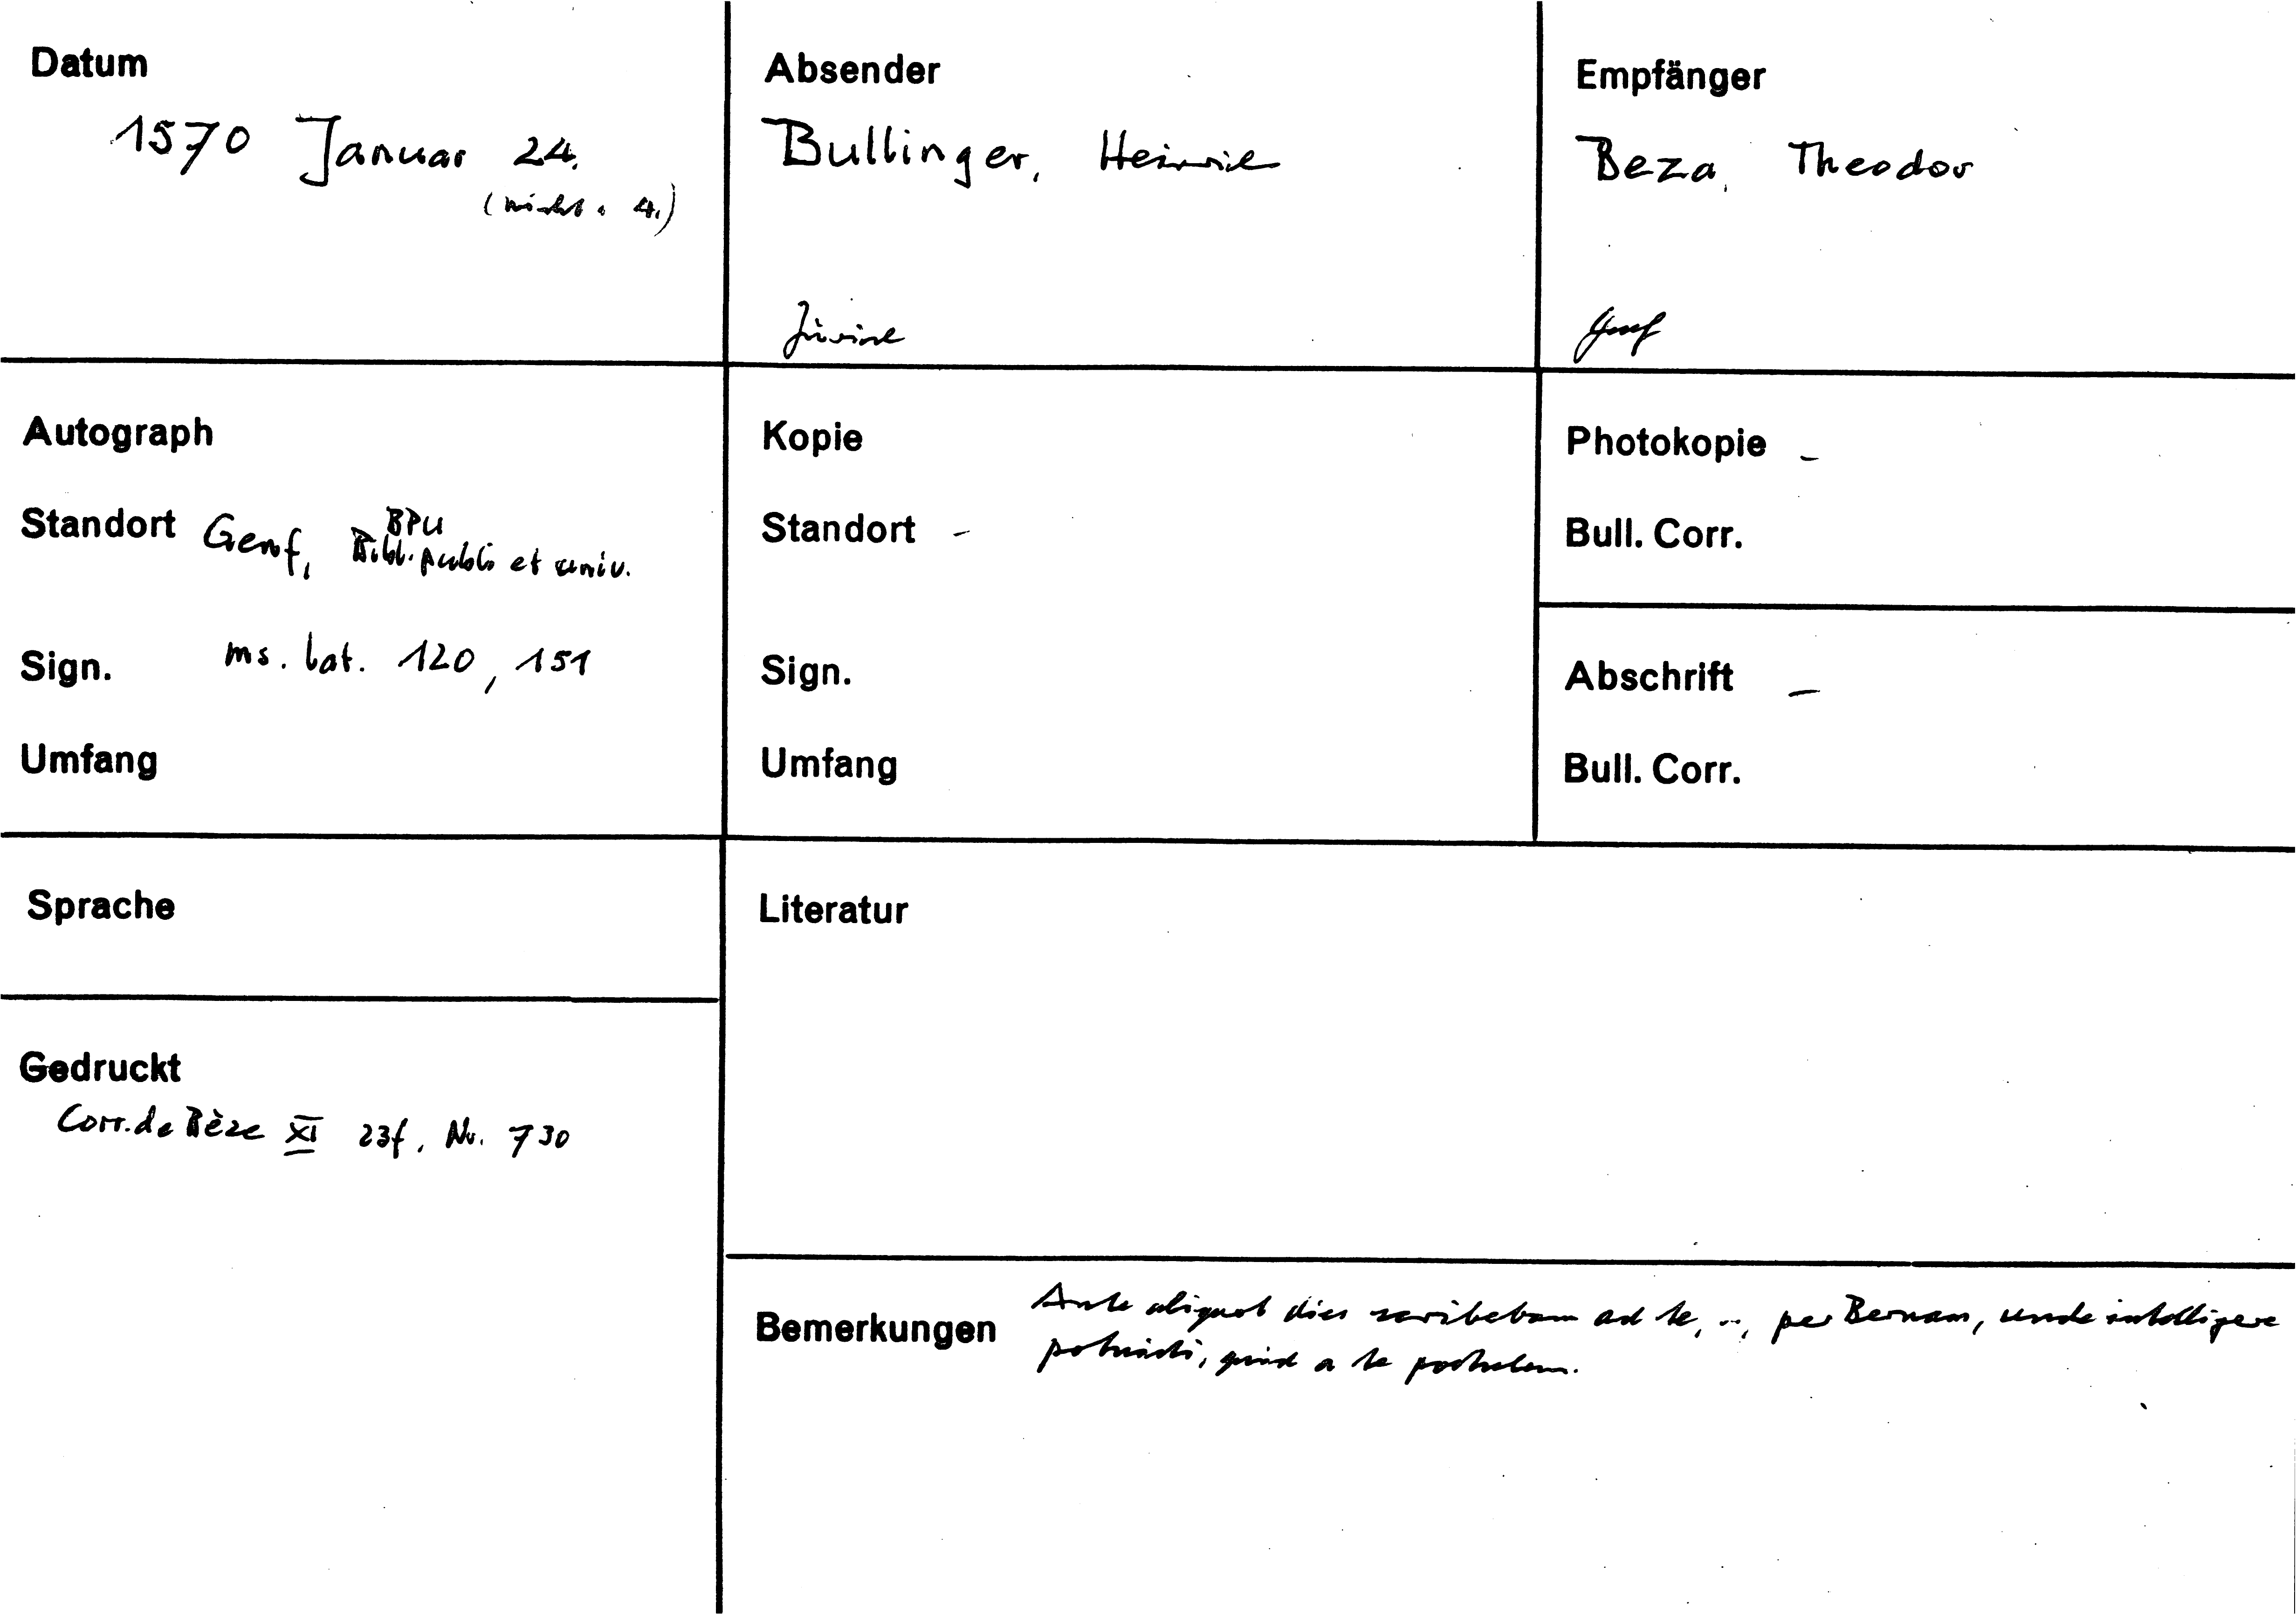 Datum
1570 Januar 24.
(nicht: 4.)
Absender
Bullinger, Heinrich
Zürich
Empfänger
Beza, Theodor
Genf
Autograph
Standort Genf, BPU
Bibl. publ. et univ.
Sign. ms. lat. 120, 151
Umfang
Kopie
Standort -
Sign.
Umfang
Photokopie -
Bull. Corr.
Abschrift -
Bull. Corr.
Sprache
Gedruckt
Corr. de Bèze XI 23f, Nr. 730
Literatur
Bemerkungen Ante aliquot dies scribebam ad te, .., per Bernam, unde intelligere
potuisti, quid a te postulem.